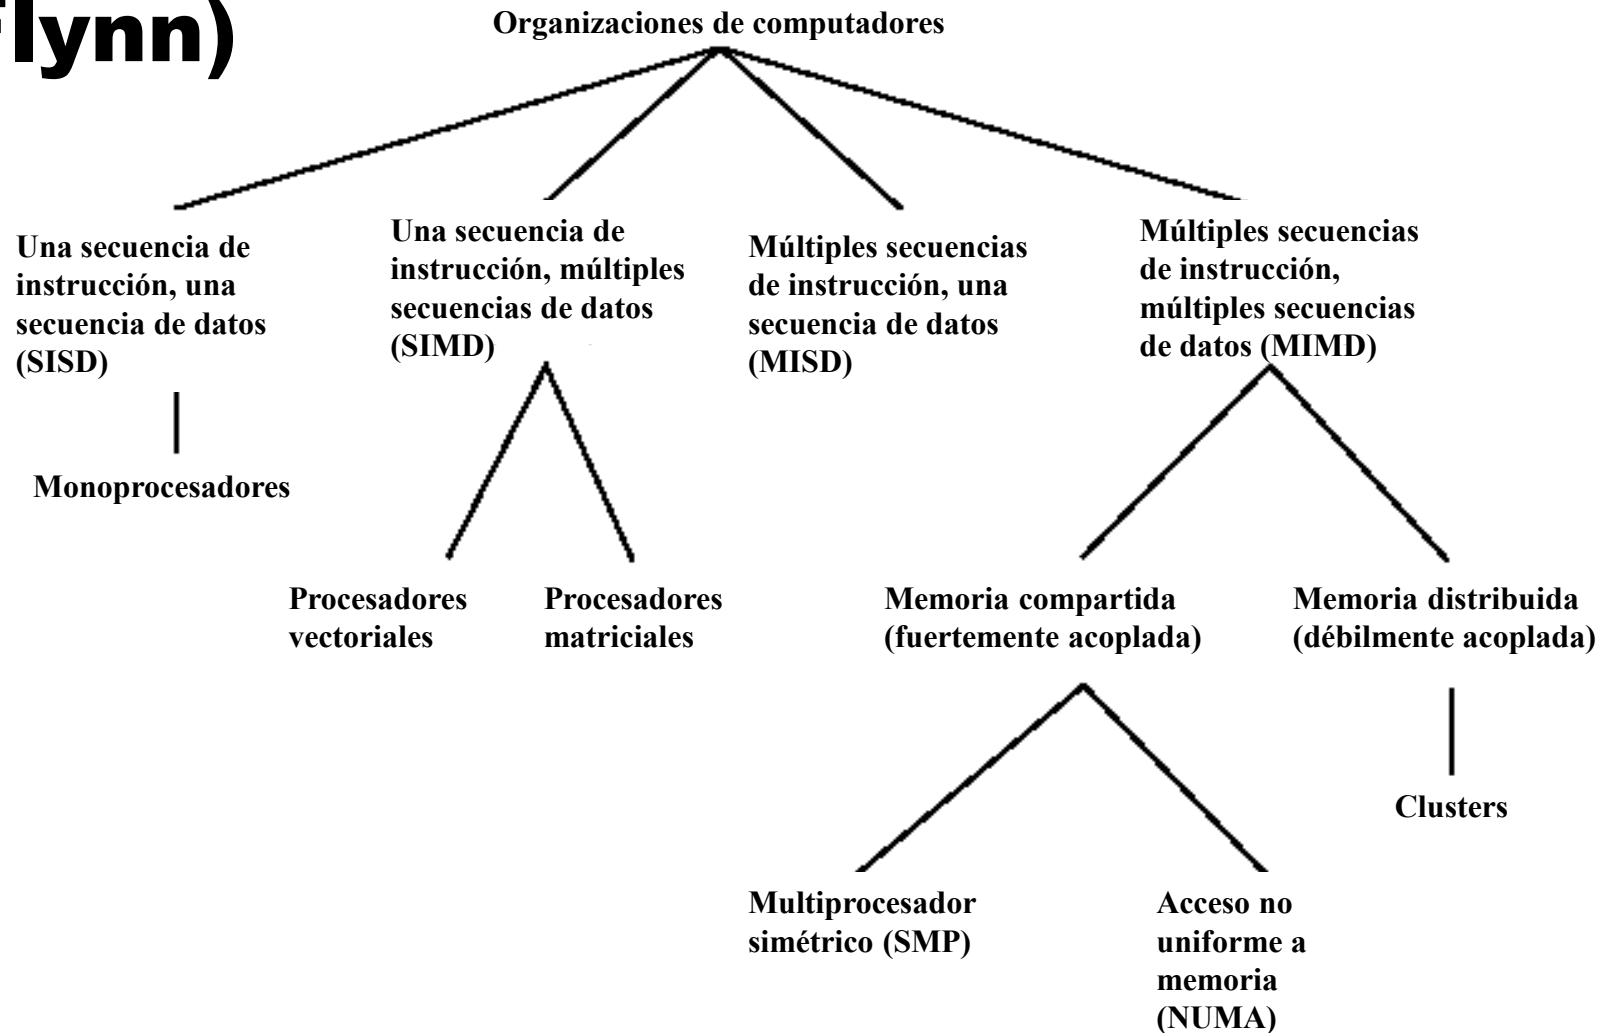 Flynn)
Organizaciones de computadores
Una secuencia de
instrucción, una
secuencia de datos
(SISD)
Una secuencia de
instrucción, múltiples
secuencias de datos
(SIMD)
Múltiples secuencias
de instrucción, una
secuencia de datos
(MISD)
Múltiples secuencias
de instrucción,
múltiples secuencias
de datos (MIMD)
Monoprocesadores
Procesadores
vectoriales
Procesadores
matriciales
Memoria compartida
(fuertemente acoplada)
Memoria distribuida
(débilmente acoplada)
Clusters
Multiprocesador
simétrico (SMP)
Acceso no
uniforme a
memoria
(NUMA)